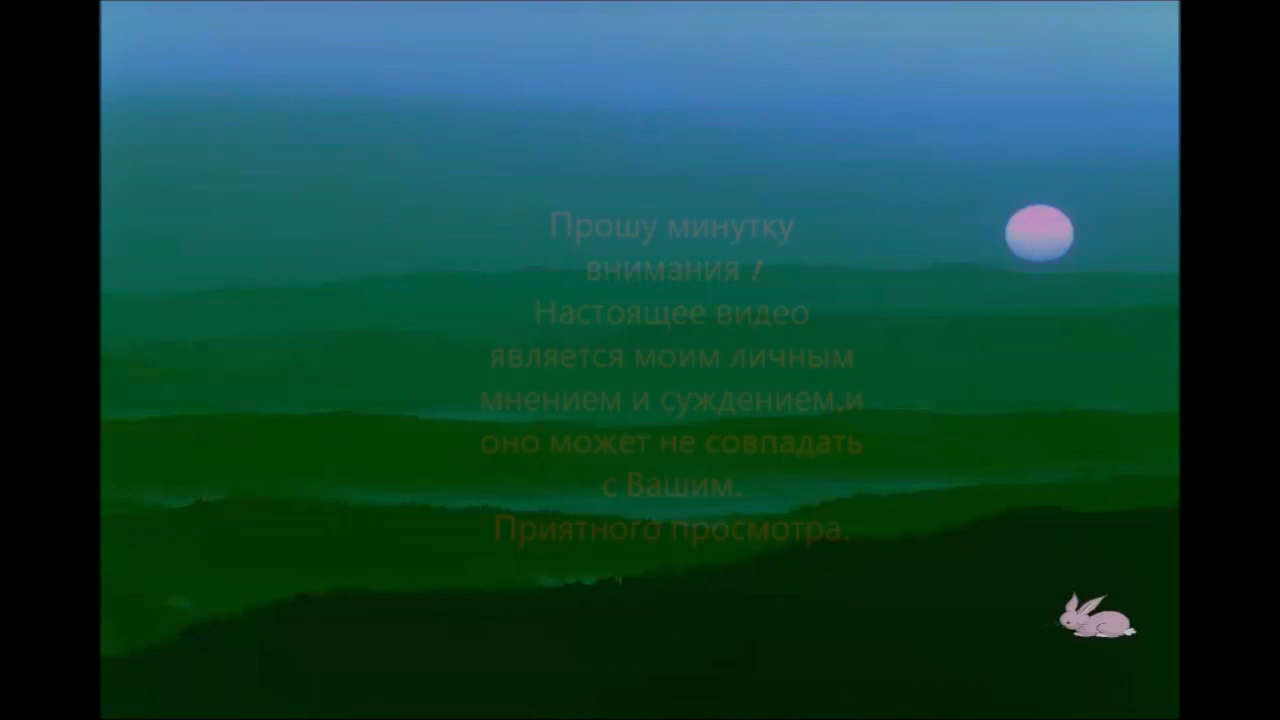 Прошу минутку
внимания !
Настоящее видео
является моим личным
мнением и суждением,и
оно может не совпадать
с Вашим.
Приятного просмотра.